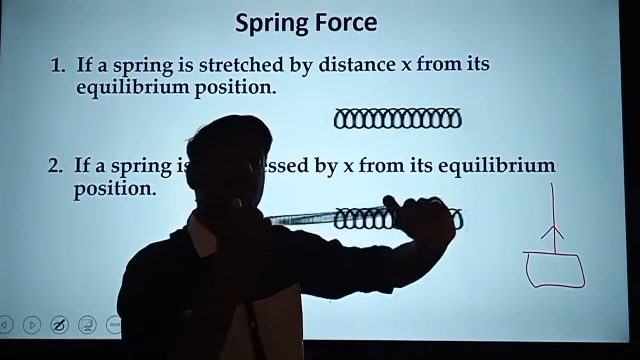 Spring Force
1. If a spring is stretched by distance x from its
equilibrium position.
2. If a spring is essed by x from its equilibrium
position.